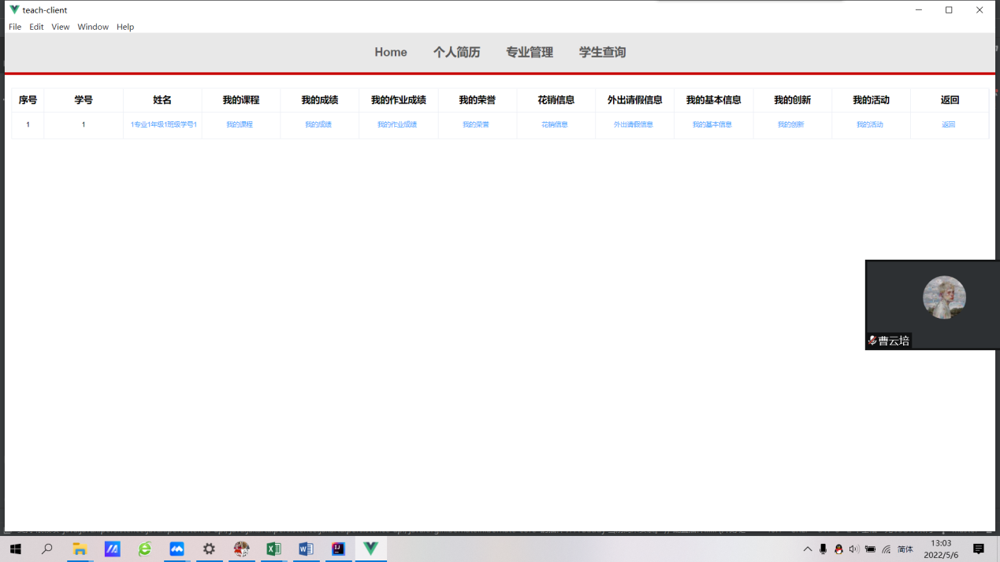 teach-client
File Edit View Window Help
Home 个人简历 专业管理 学生查询
序号 学号 姓名 我的课程 我的成绩 我的作业成绩 我的荣誉 花销信息 外出请假信息 我的基本信息 我的创新 我的活动 返回
1 1 1专业1年级1班级学号1 我的课程 我的成绩 我的作业成绩 我的荣誉 花销信息 外出请假信息 我的基本信息 我的创新 我的活动 返回
曹云培
简体
13:03
2022/5/6